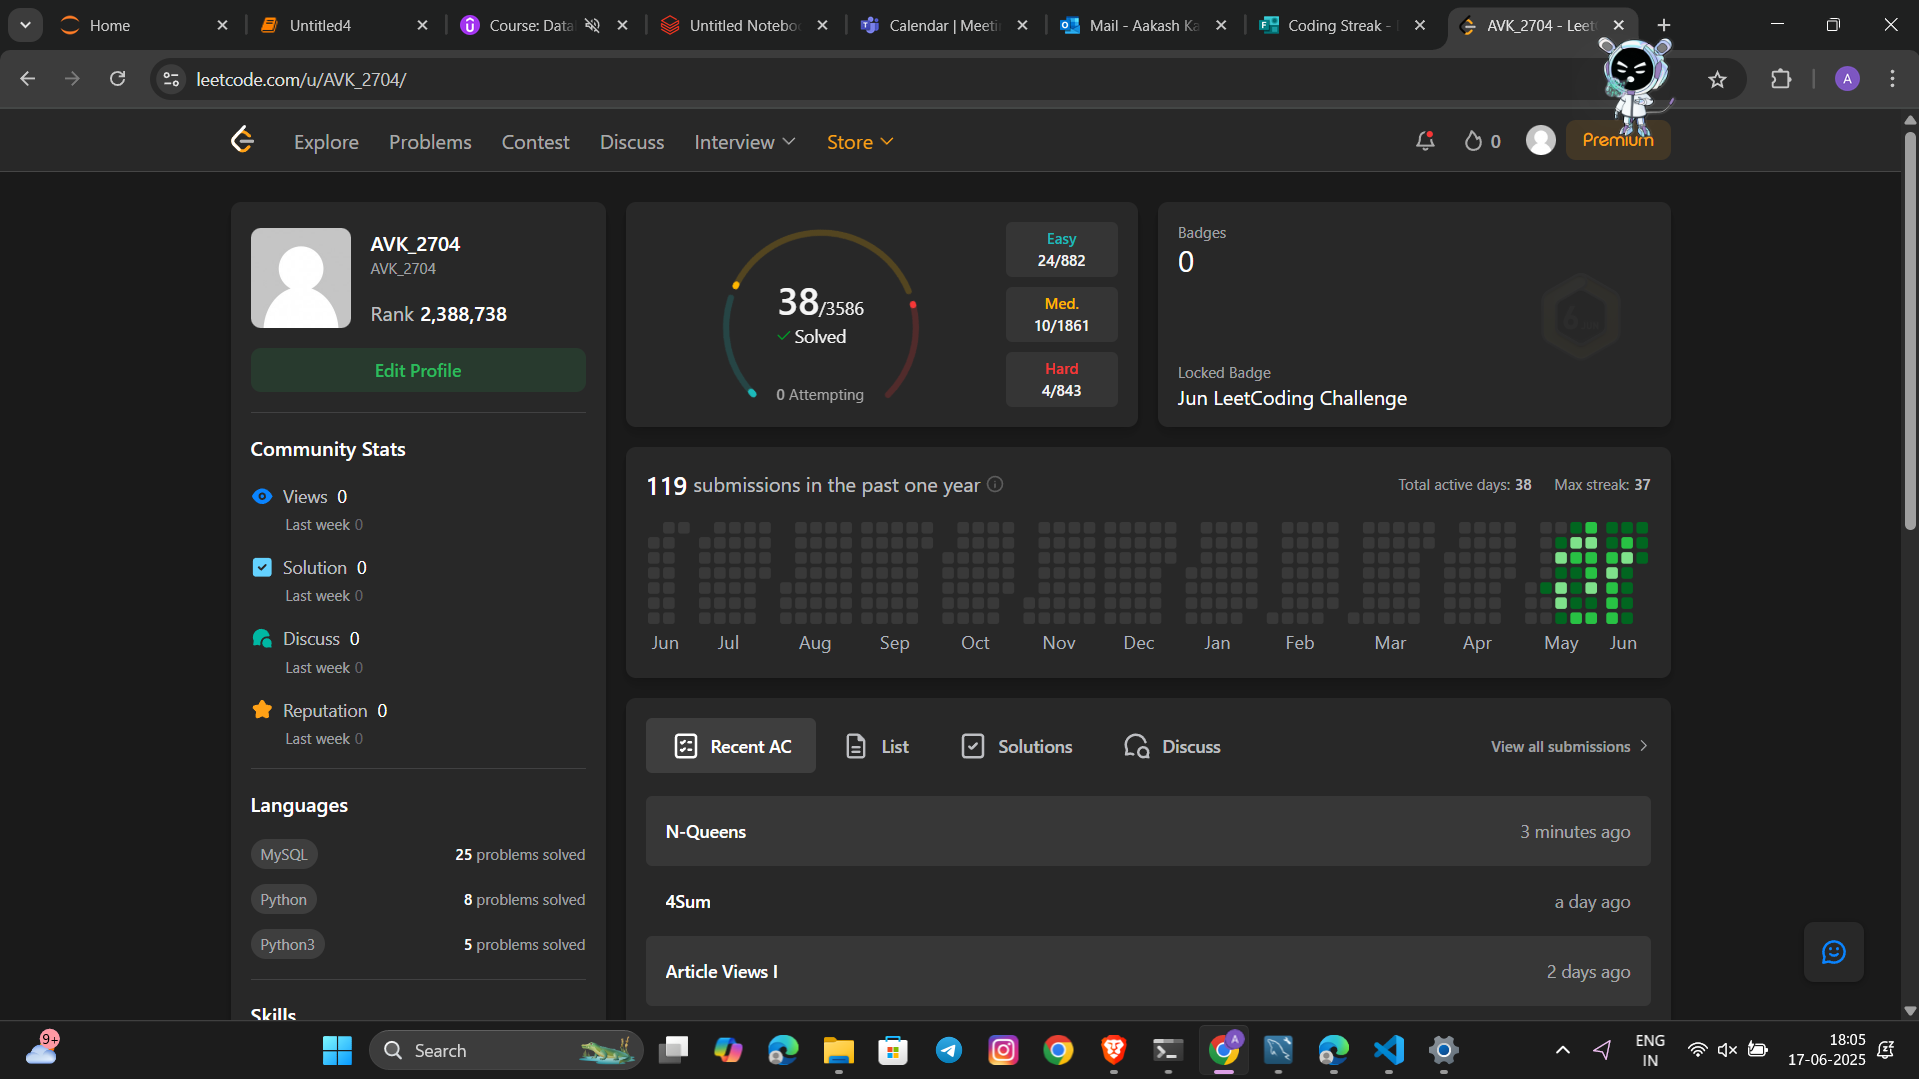 Home
Untitled4
Course: Data
Untitled Notebo
Calendar | Meeti
Mail - Aakash Ka
Coding Streak -
AVK_2704 - Leet
leetcode.com/u/AVK_2704/
A
Explore
Problems
Contest
Discuss
Interview
Store
0
Premium
AVK_2704
AVK_2704
Rank 2,388,738
Edit Profile
Community Stats
Views 0
Last week 0
Solution 0
Last week 0
Discuss 0
Last week 0
Reputation 0
Last week 0
Languages
MySQL 25 problems solved
Python 8 problems solved
Python3 5 problems solved
Skills
38/3586
Solved
0 Attempting
Easy
24/882
Med.
10/1861
Hard
4/843
Badges
0
Locked Badge
Jun LeetCoding Challenge
119 submissions in the past one year
Total active days: 38 Max streak: 37
Jun Jul Aug Sep Oct Nov Dec Jan Feb Mar Apr May Jun
Recent AC
List
Solutions
Discuss
View all submissions
N-Queens 3 minutes ago
4Sum a day ago
Article Views I 2 days ago
9+
Search
A
ENG
IN
18:05
17-06-2025